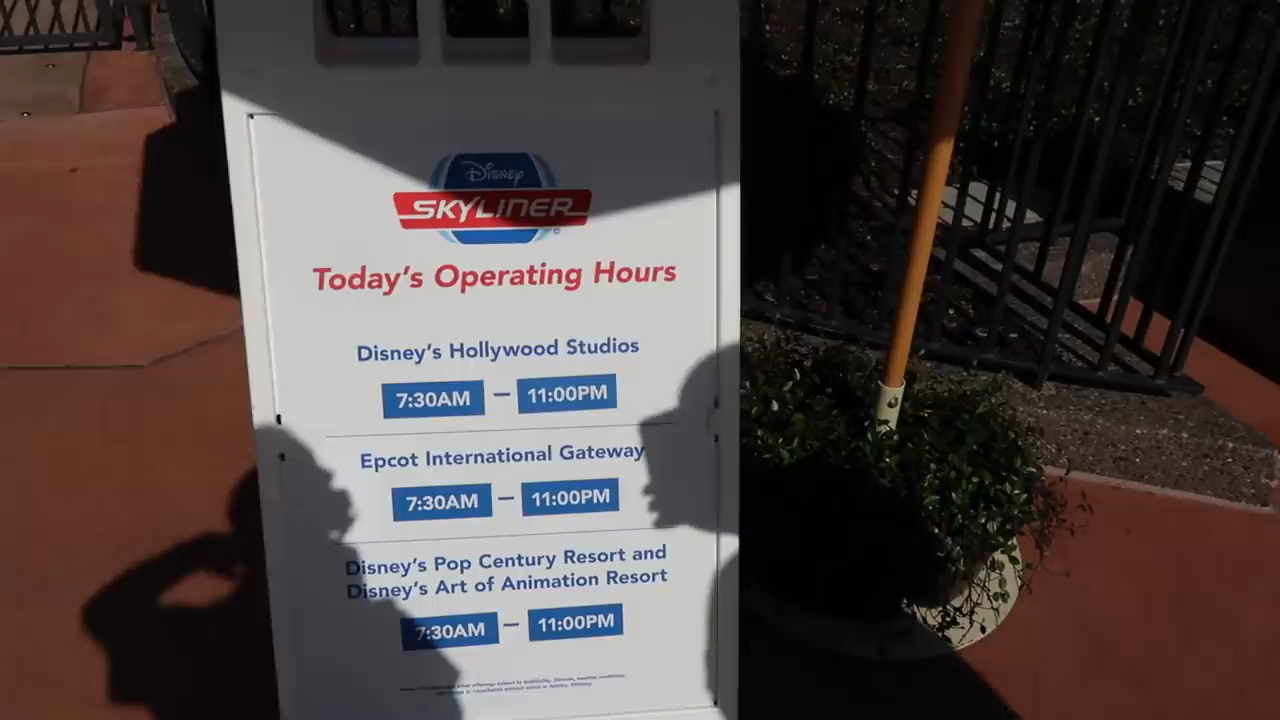 Disney
SKYLINER
Today's Operating Hours
Disney's Hollywood Studios
7:30AM — 11:00PM
Epcot International Gateway
7:30AM — 11:00PM
Disney's Pop Century Resort and
Disney's Art of Animation Resort
7:30AM — 11:00PM